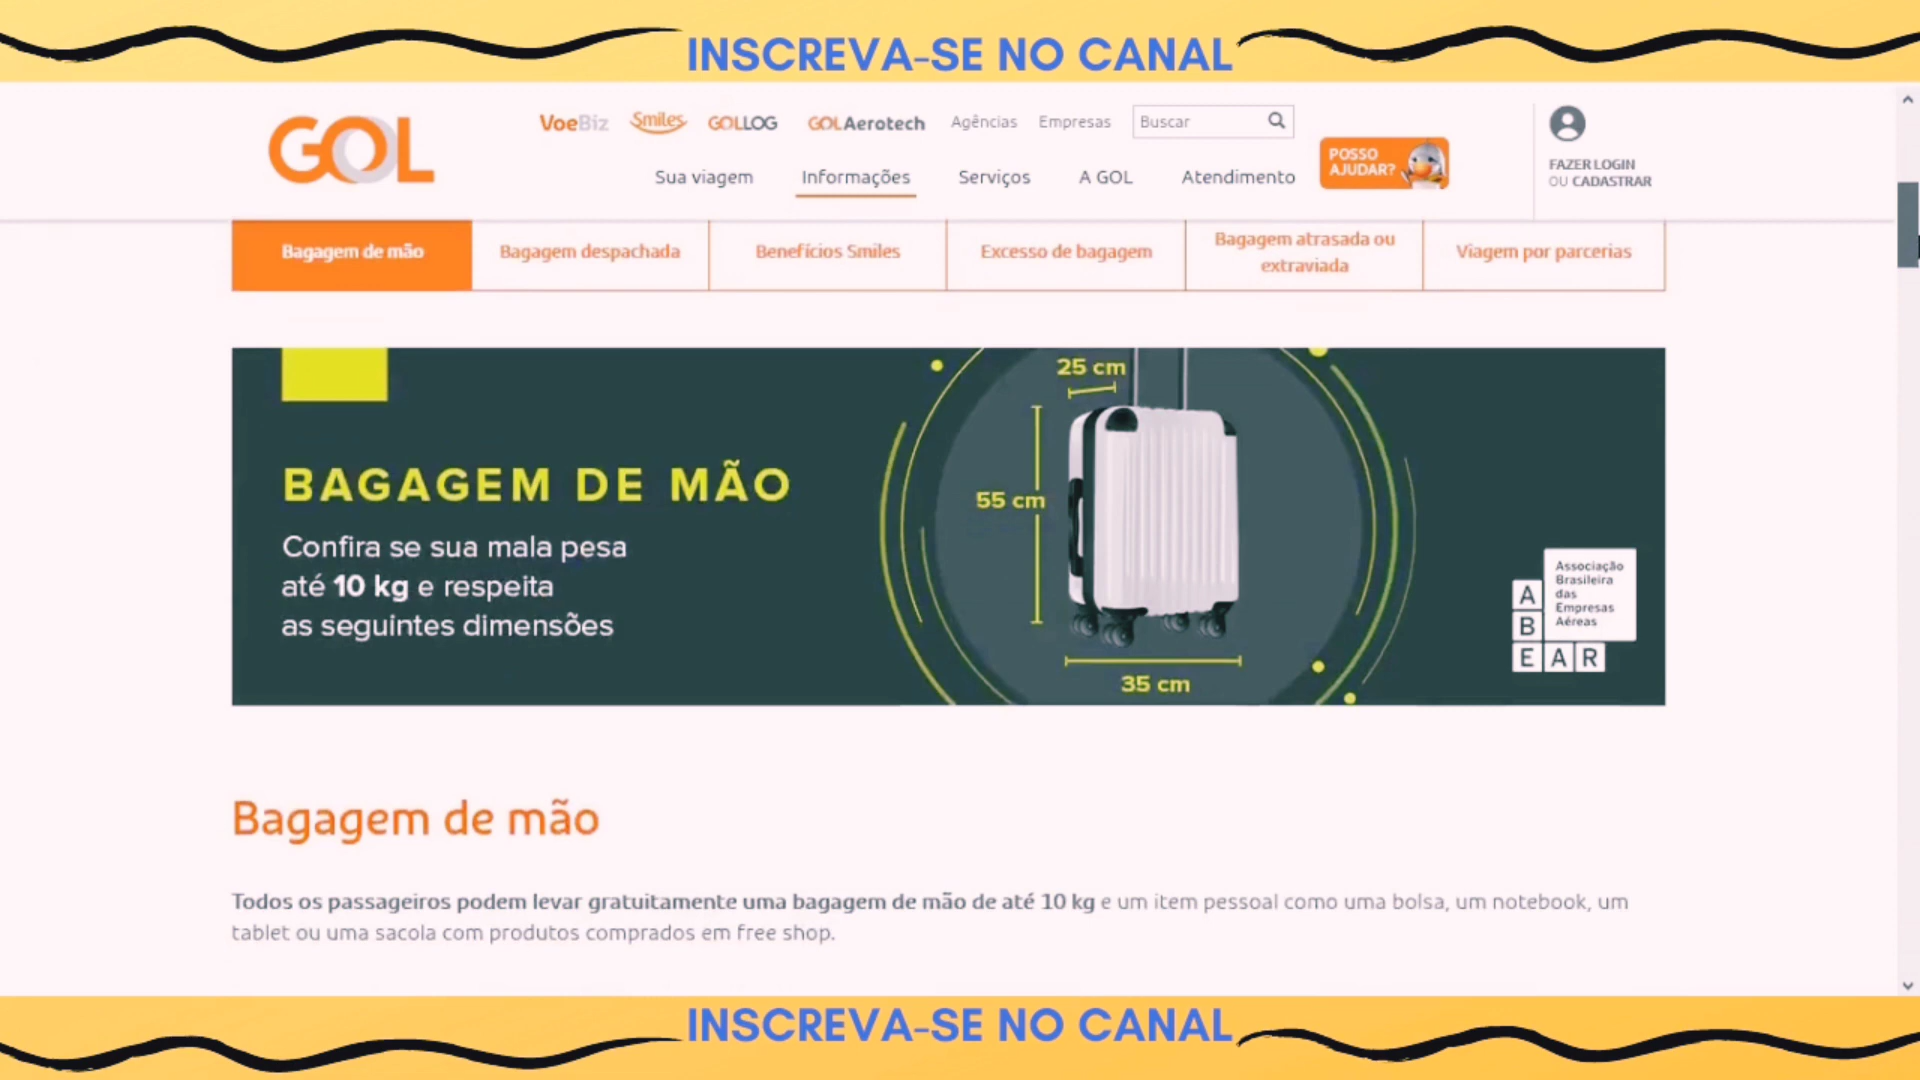 INSCREVA-SE NO CANAL
GOL
VoeBiz Smiles GOLLOG GOLAerotech Agências Empresas Buscar
POSSO AJUDAR?
Sua viagem Informações Serviços A GOL Atendimento
FAZER LOGIN
OU CADASTRAR
Bagagem de mão
Bagagem despachada
Benefícios Smiles
Excesso de bagagem
Bagagem atrasada ou
extraviada
Viagem por parcerias
BAGAGEM DE MÃO
Confira se sua mala pesa
até 10 kg e respeita
as seguintes dimensões
25 cm
55 cm
35 cm
Associação
Brasileira
das
Empresas
Aéreas
A
B
EAR
Bagagem de mão
Todos os passageiros podem levar gratuitamente uma bagagem de mão de até 10 kg e um item pessoal como uma bolsa, um notebook, um
tablet ou uma sacola com produtos comprados em free shop.
INSCREVA-SE NO CANAL